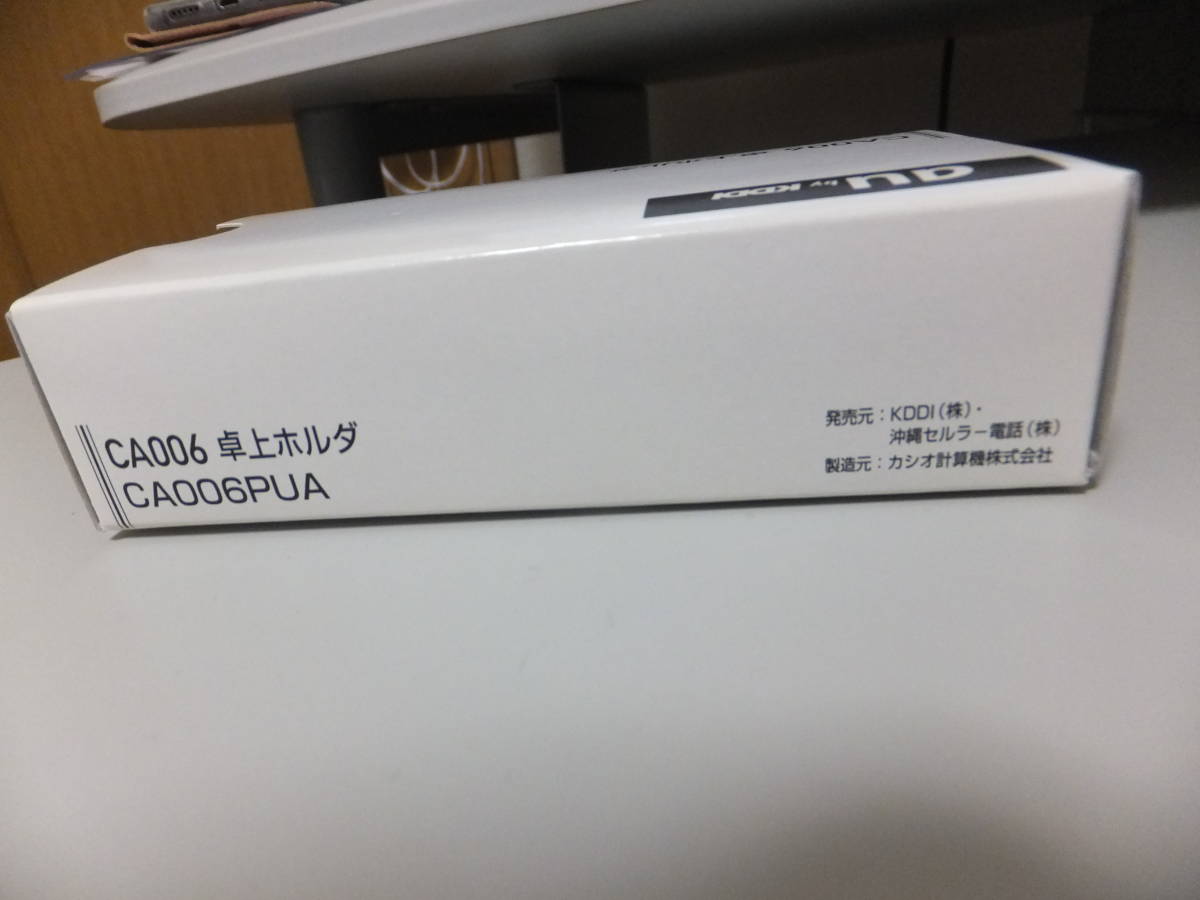 au by KDDI
CA006 卓上ホルダ
CA006PUA
発売元：KDDI（株）・
沖縄セルラー電話（株）
製造元：カシオ計算機株式会社